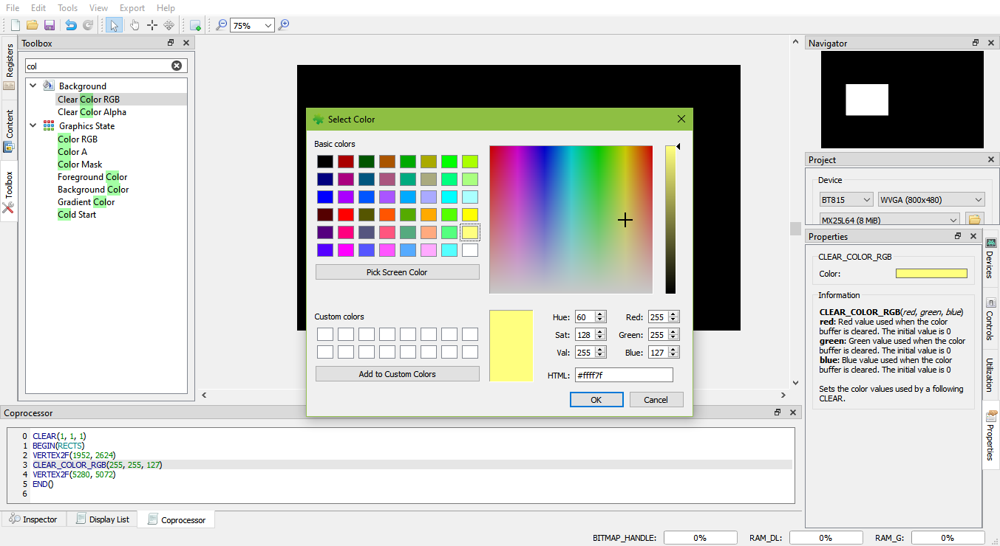 File Edit Tools View Export Help
75%
Registers
Content
Toolbox
Toolbox
col
Background
Clear Color RGB
Clear Color Alpha
Graphics State
Color RGB
Color A
Color Mask
Foreground Color
Background Color
Gradient Color
Cold Start
Select Color
Basic colors
Pick Screen Color
Custom colors
Add to Custom Colors
Hue: 60 Red: 255
Sat: 128 Green: 255
Val: 255 Blue: 127
HTML: #ffff7f
OK Cancel
Navigator
Project
Device
BT815 WVGA (800x480)
MX25L64 (8 MiB)
Properties
CLEAR_COLOR_RGB
Color:
Information
CLEAR_COLOR_RGB(red, green, blue)
red: Red value used when the color
buffer is cleared. The initial value is 0
green: Green value used when the color
buffer is cleared. The initial value is 0
blue: Blue value used when the color
buffer is cleared. The initial value is 0
Sets the color values used by a following
CLEAR.
Devices
Controls
Utilization
Properties
Coprocessor
0 CLEAR(1, 1, 1)
1 BEGIN(RECTS)
2 VERTEX2F(1952, 2624)
3 CLEAR_COLOR_RGB(255, 255, 127)
4 VERTEX2F(5280, 5072)
5 END()
6
Inspector Display List Coprocessor
BITMAP_HANDLE: 0% RAM_DL: 0% RAM_G: 0%